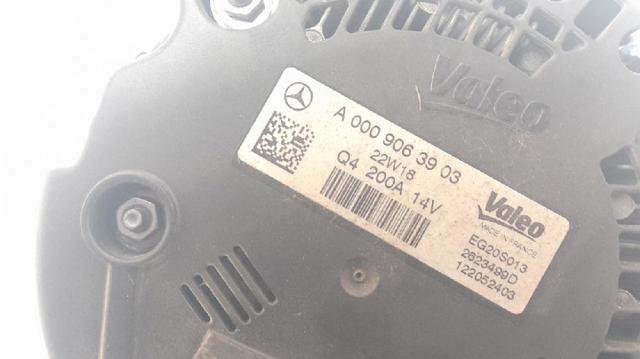 Valeo
A 000 906 39 03
22W18
Q4 200A 14V
Valeo
MADE IN FRANCE
EG20S013
2623499D
122052403